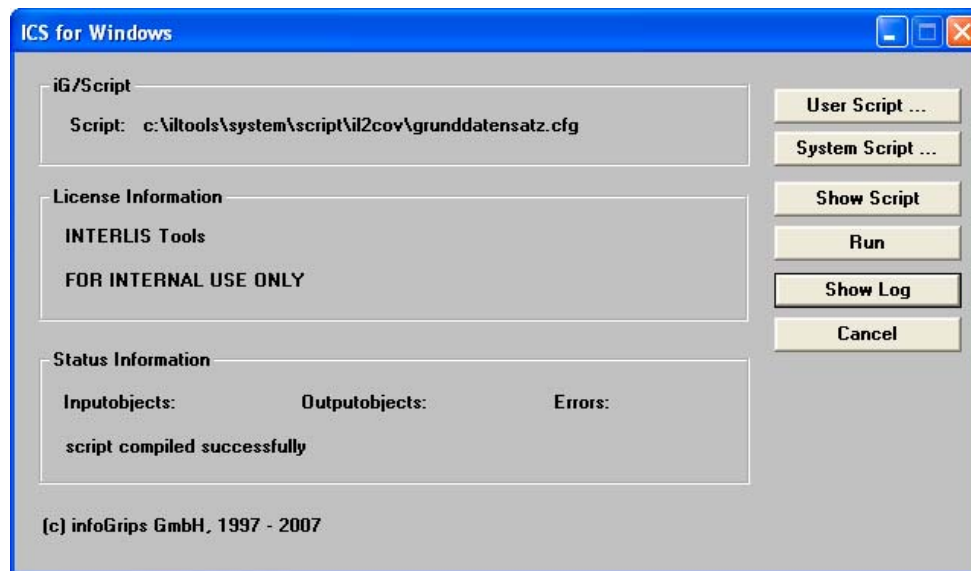 ICS for Windows
iG/Script
Script: c:\iltools\system\script\il2cov\grunddatensatz.cfg
User Script ...
System Script ...
License Information
INTERLIS Tools
FOR INTERNAL USE ONLY
Show Script
Run
Show Log
Cancel
Status Information
Inputobjects: Outputobjects: Errors:
script compiled successfully
(c) infoGrips GmbH, 1997 - 2007